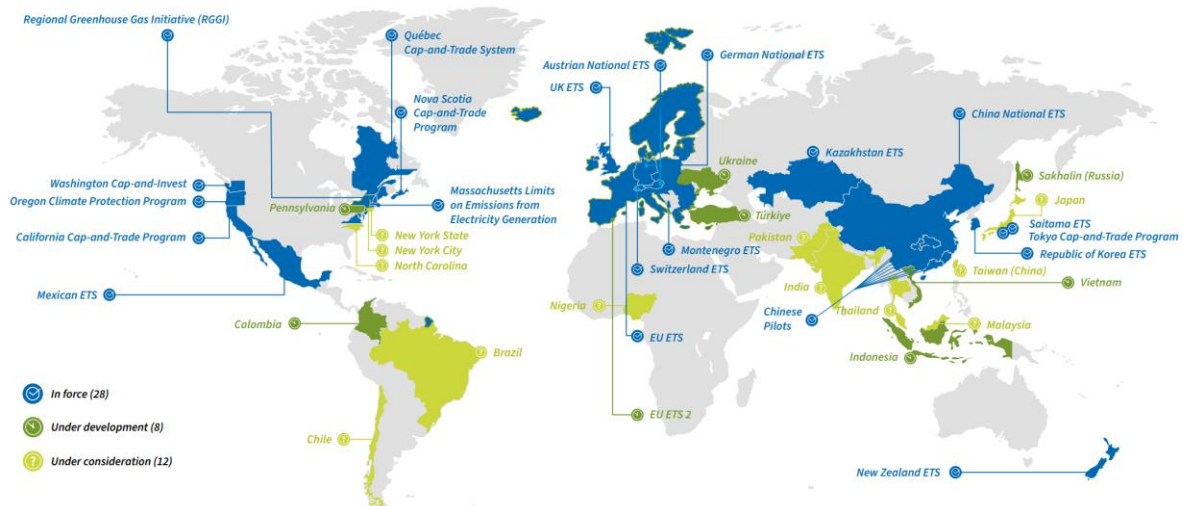 Regional Greenhouse Gas Initiative (RGGI)
Québec
Cap-and-Trade System
Nova Scotia
Cap-and-Trade
Program
Washington Cap-and-Invest
Oregon Climate Protection Program
California Cap-and-Trade Program
Mexican ETS
Pennsylvania
Massachusetts Limits
on Emissions from
Electricity Generation
New York State
New York City
North Carolina
Colombia
Brazil
Chile
Austrian National ETS
German National ETS
UK ETS
Ukraine
Türkiye
Montenegro ETS
Switzerland ETS
Nigeria
EU ETS
EU ETS 2
Kazakhstan ETS
China National ETS
Sakhalin (Russia)
Japan
Saitama ETS
Tokyo Cap-and-Trade Program
Republic of Korea ETS
Pakistan
India
Taiwan (China)
Vietnam
Chinese
Pilots
Thailand
Malaysia
Indonesia
New Zealand ETS
In force (28)
Under development (8)
? Under consideration (12)